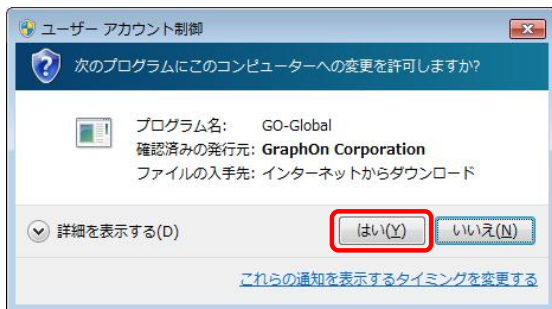 ユーザー アカウント制御
次のプログラムにこのコンピューターへの変更を許可しますか?
プログラム名: GO-Global
確認済みの発行元: GraphOn Corporation
ファイルの入手先: インターネットからダウンロード
詳細を表示する(D) はい(Y) いいえ(N)
これらの通知を表示するタイミングを変更する